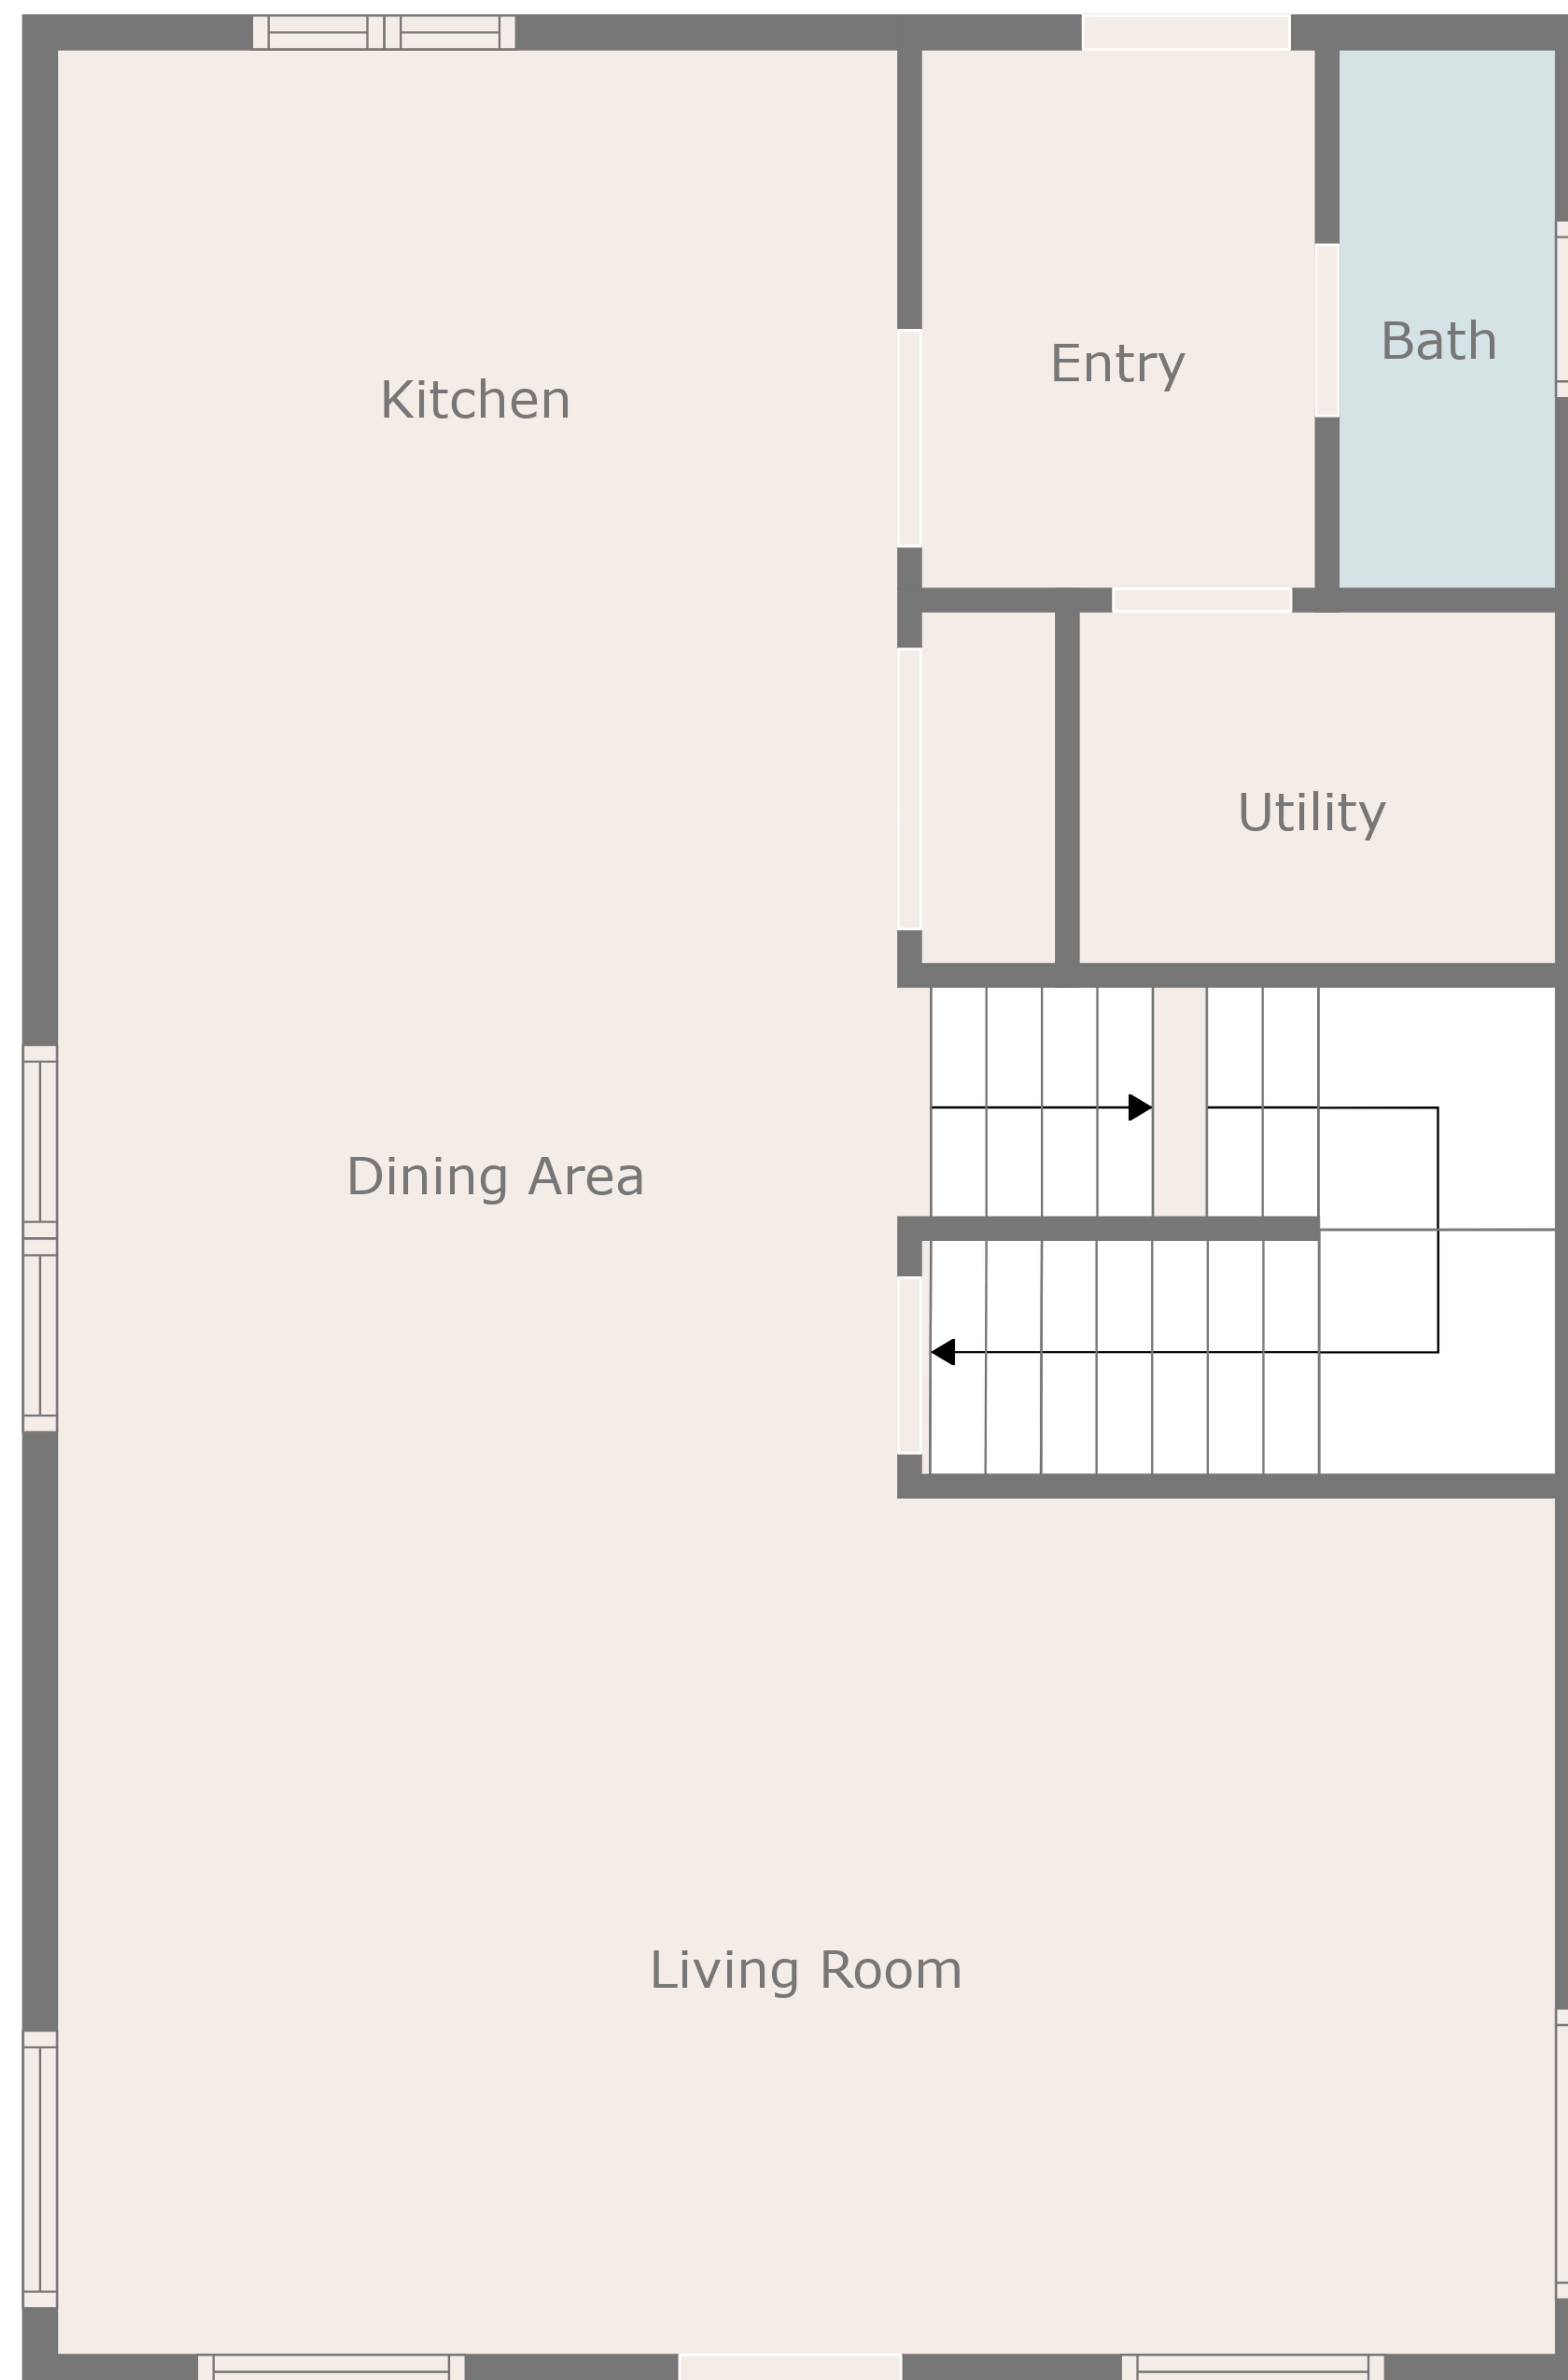 Kitchen
Entry
Bath
Utility
Dining Area
Living Room